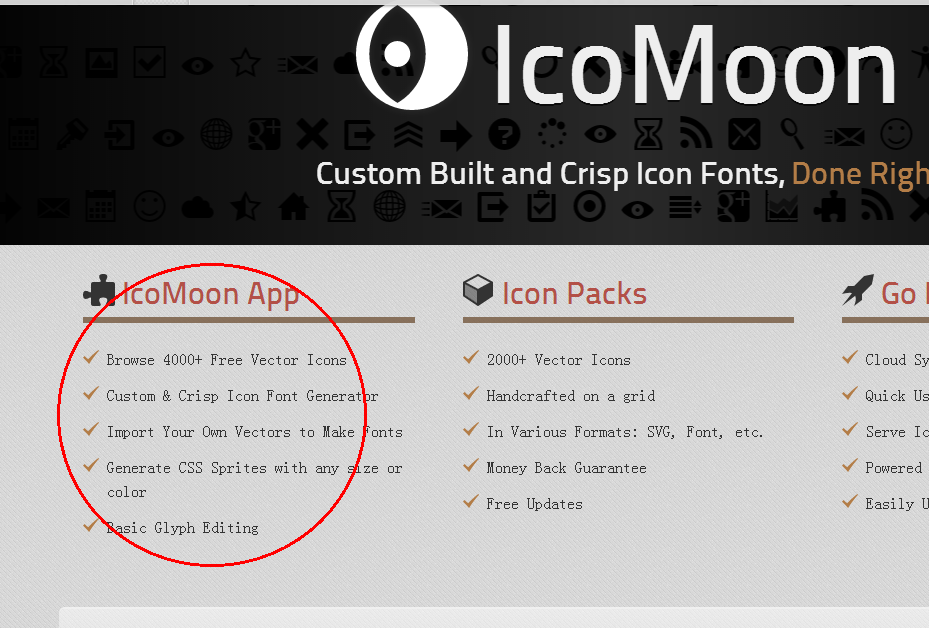 IcoMoon
Custom Built and Crisp Icon Fonts, Done Righ
IcoMoon App
Browse 4000+ Free Vector Icons
Custom & Crisp Icon Font Generator
Import Your Own Vectors to Make Fonts
Generate CSS Sprites with any size or
color
Basic Glyph Editing
Icon Packs
2000+ Vector Icons
Handcrafted on a grid
In Various Formats: SVG, Font, etc.
Money Back Guarantee
Free Updates
Go
Cloud Sy
Quick Us
Serve Ic
Powered
Easily U